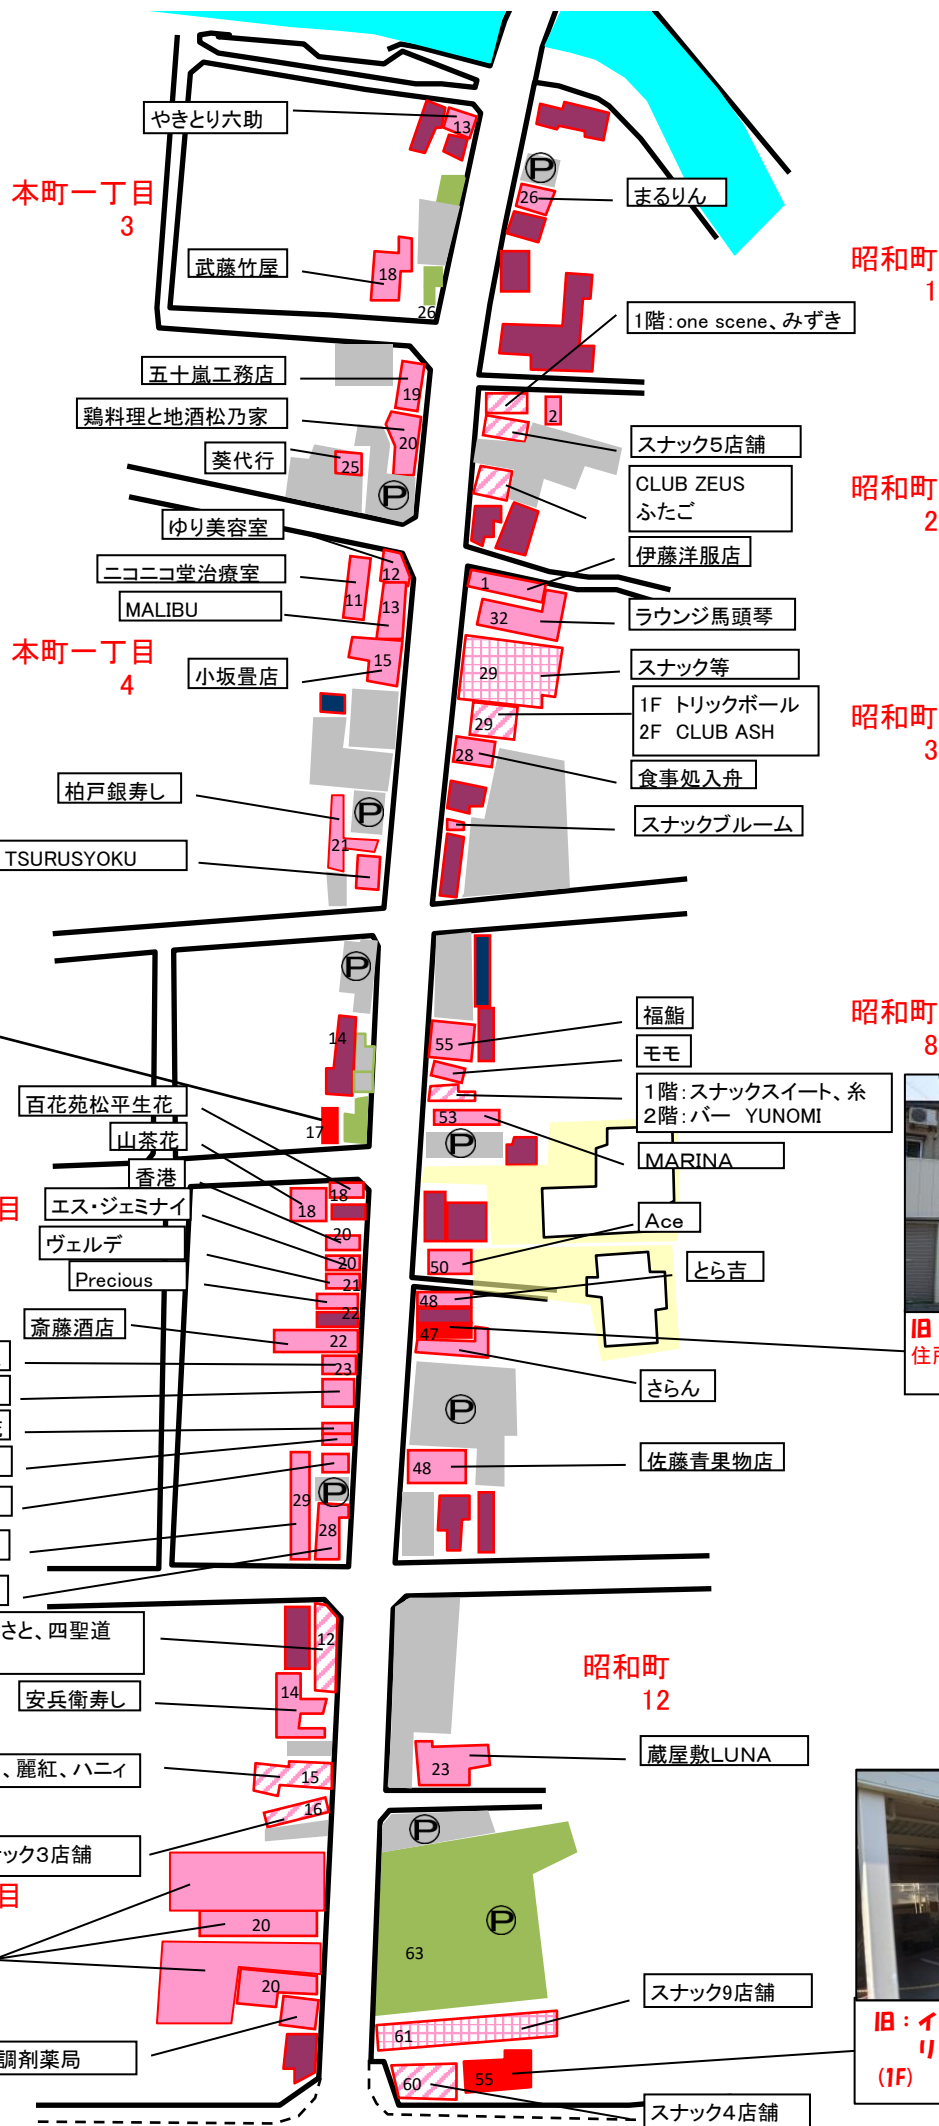 やきとり六助
13
本町一丁目
3
P
26
まるりん
武藤竹屋
18
26
昭和町
1
1階：one scene、みずき
五十嵐工務店
19
2
鶏料理と地酒松乃家
20
スナック5店舗
葵代行
25
P
CLUB ZEUS
ふたご
昭和町
2
ゆり美容室
12
伊藤洋服店
1
ニコニコ堂治療室
11
MALIBU
13
32
ラウンジ馬頭琴
本町一丁目
4
小坂畳店
15
29
スナック等
29
1F トリックボール
2F CLUB ASH
昭和町
3
28
食事処入舟
柏戸銀寿し
P
21
スナックブルーム
TSURUSYOKU
P
福鮨
55
昭和町
8
14
モモ
1階：スナックスイート、糸
2階：バー YUNOMI
百花苑松平生花
17
53
P
MARINA
山茶花
香港
18
18
エス・ジェミナイ
20
Ace
目
ヴェルデ
20
50
とら吉
Precious
21
48
22
斎藤酒店
22
47
旧
住所
23
さらん
P
48
佐藤青果物店
P
29
28
さと、四聖道
12
昭和町
12
安兵衛寿し
14
23
蔵屋敷LUNA
、麗紅、ハニィ
15
16
P
ック3店舗
目
20
P
63
20
スナック9店舗
61
旧：イ
リ
(1F)
調剤薬局
60
55
スナック4店舗